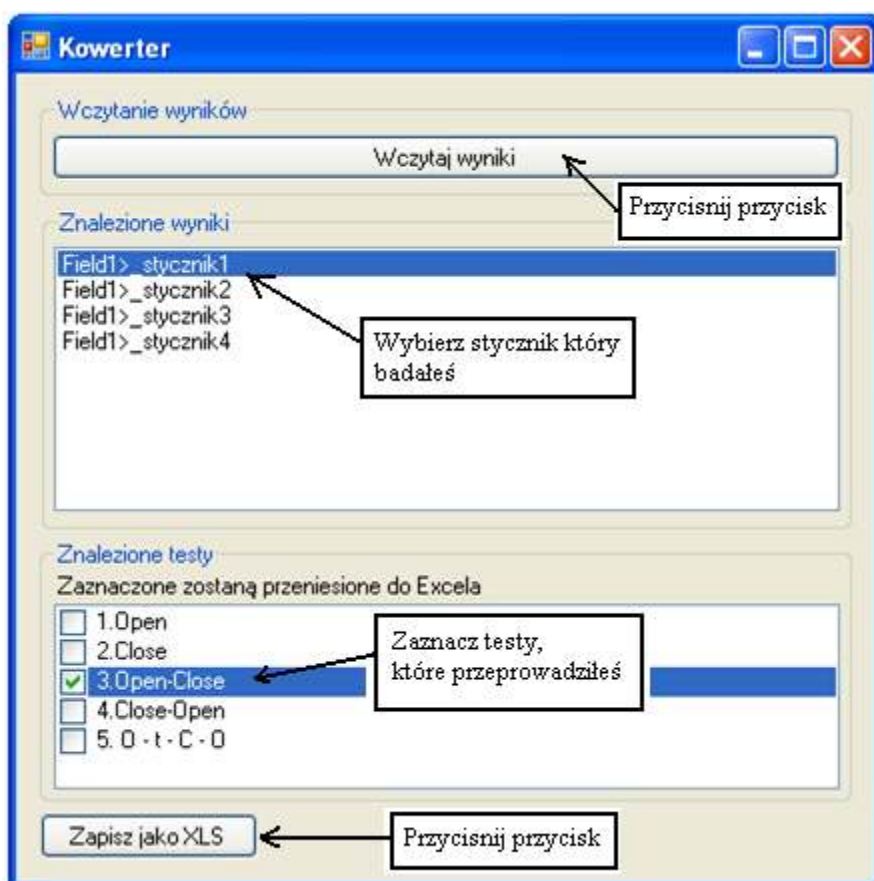 Kowerter
Wczytanie wyników
Wczytaj wyniki
Przycisnij przycisk
Znalezione wyniki
Field1>_stycznik1
Field1>_stycznik2
Field1>_stycznik3
Field1>_stycznik4
Wybierz stycznik który
badałeś
Znalezione testy
Zaznaczone zostaną przeniesione do Excela
1.Open
2.Close
3.Open-Close
4.Close-Open
5. O - t - C - O
Zaznacz testy,
które przeprowadziłeś
Zapisz jako XLS
Przycisnij przycisk